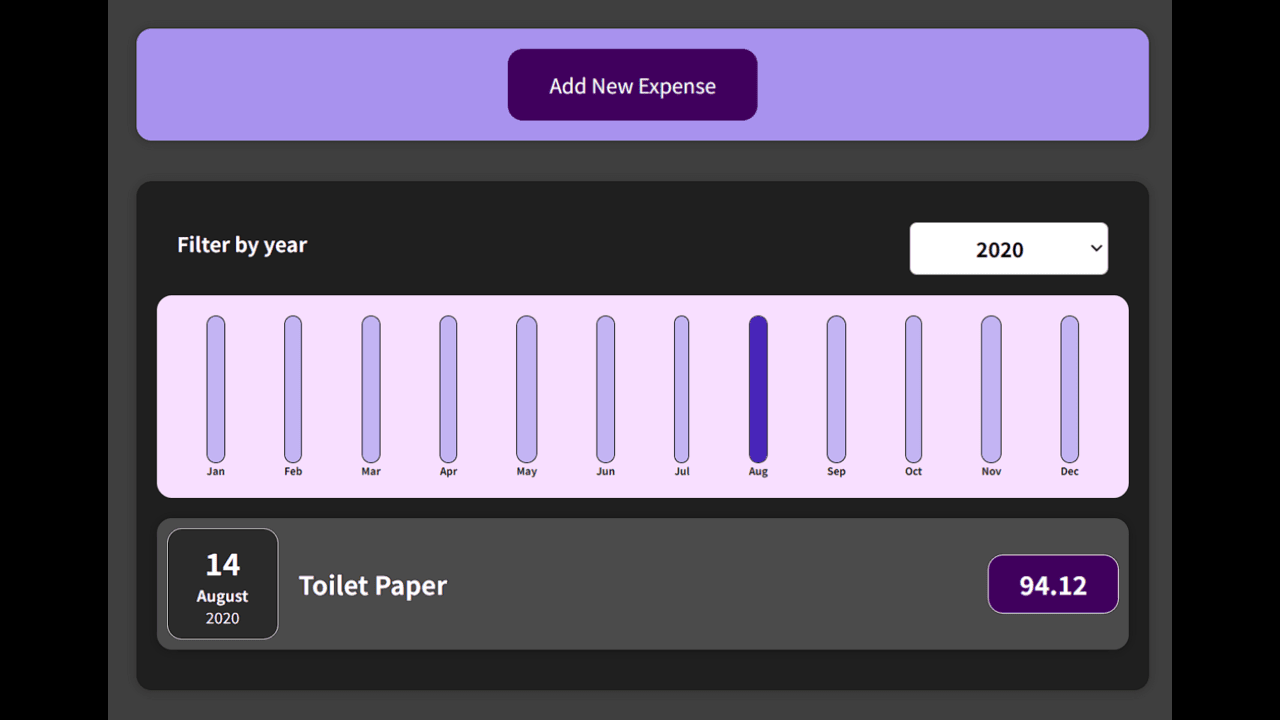 Add New Expense
Filter by year
2020
Jan Feb Mar Apr May Jun Jul Aug Sep Oct Nov Dec
14
August
2020
Toilet Paper
94.12